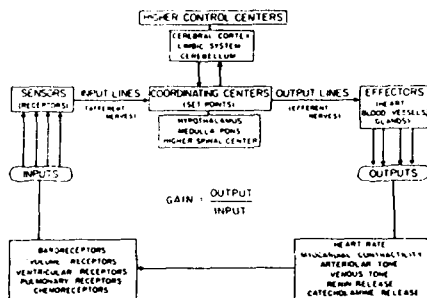 HIGHER CONTROL CENTERS
CEREBRAL CORTEX
LIMBIC SYSTEM
CEREBELLUM
SENSORS
(RECEPTORS)
INPUT LINES
(AFFERENT
NERVES)
COORDINATING CENTERS
(SET POINTS)
OUTPUT LINES
(EFFERENT
NERVES)
EFFECTORS
(HEART
BLOOD VESSELS,
GLANDS)
HYPOTHALAMUS
MEDULLA PONS
HIGHER SPINAL CENTER
INPUTS
GAIN = OUTPUT
INPUT
OUTPUTS
BARORECEPTORS
VOLUME RECEPTORS
VENTRICULAR RECEPTORS
PULMONARY RECEPTORS
CHEMORECEPTORS
HEART RATE
MYOCARDIAL CONTRACTILITY
ARTERIOLAR TONE
VENOUS TONE
RENIN RELEASE
CATECHOLAMINE RELEASE